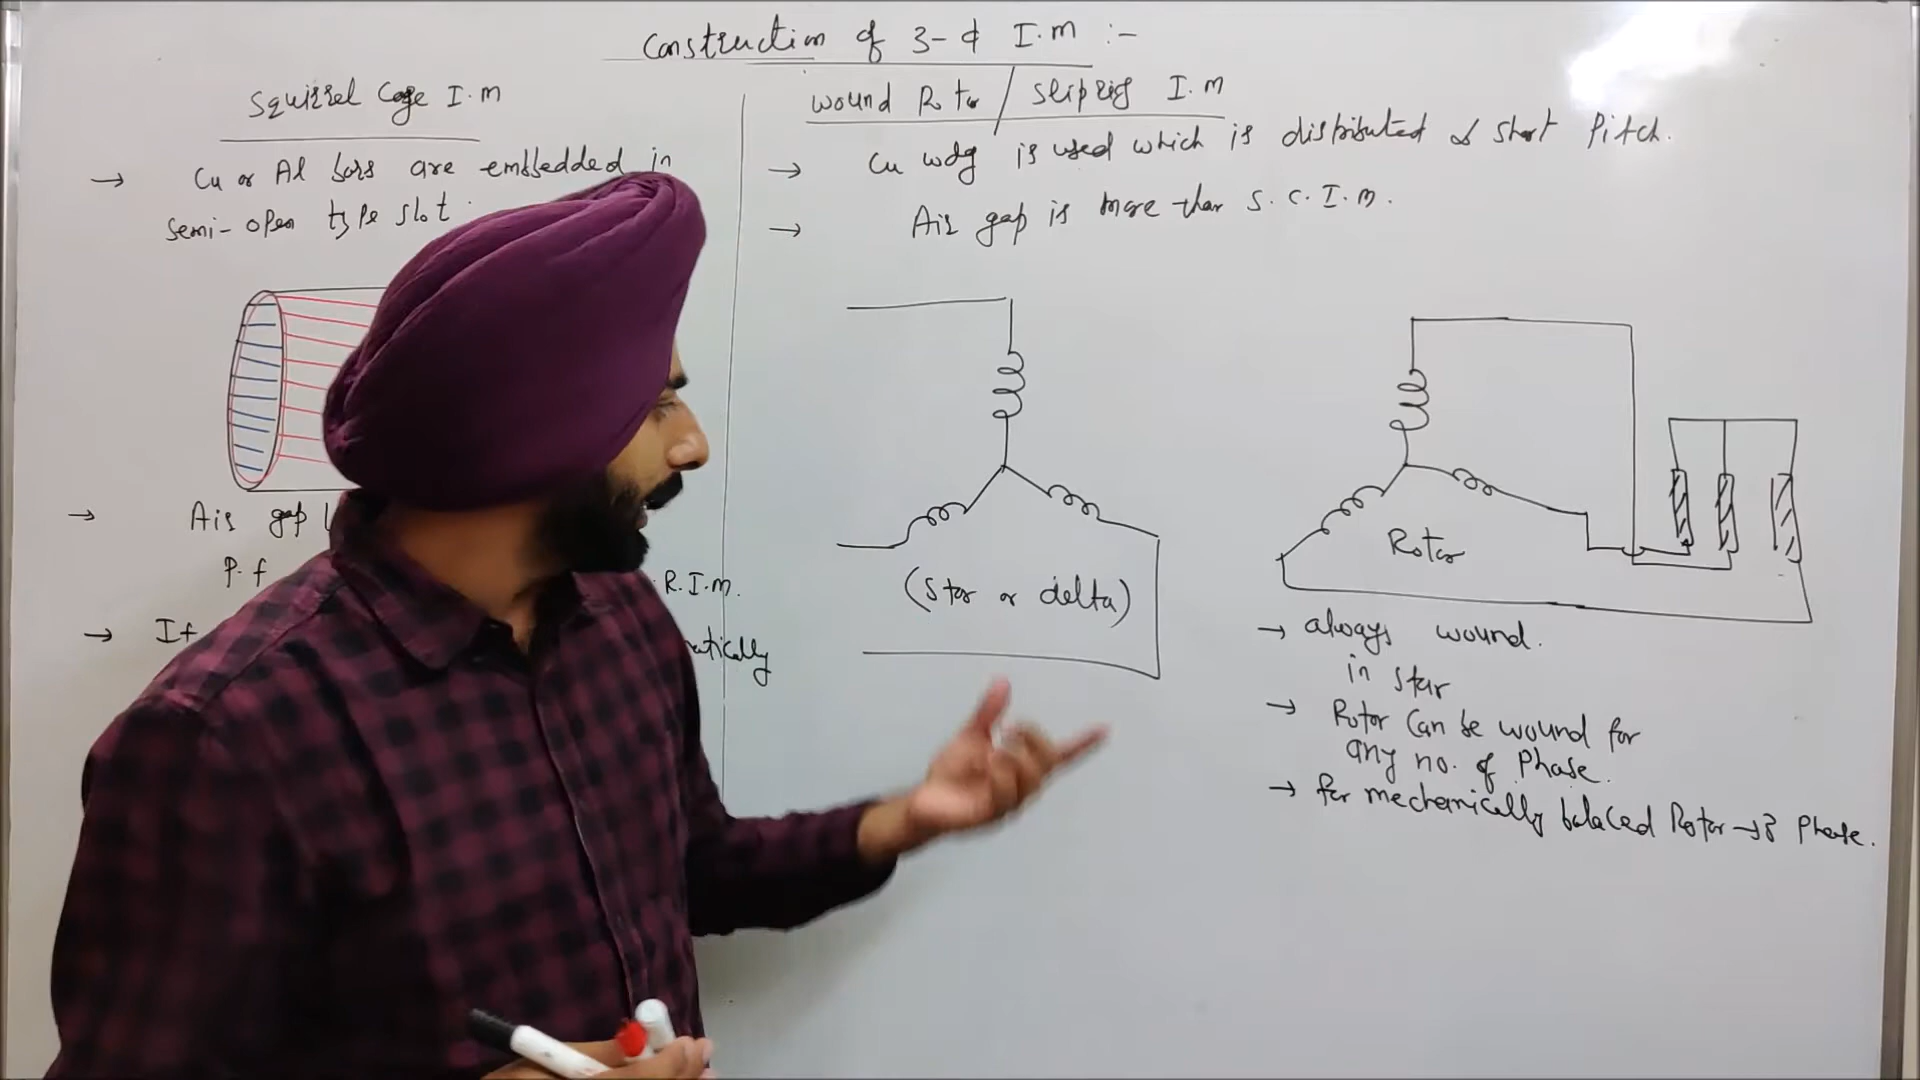 Construction of 3-ɸ I.M :-
Squirrel Cage I.M
→ Cu or Al bars are embedded in
semi-open type slot.
→ Air gap
P.f R.I.M.
→ If atically
Wound Rotor / Slipring I.M
→ Cu wdg is used which is distributed & short Pitch.
→ Air gap is more than S.C.I.M.
(Star or delta)
Rotor
→ always wound.
in star
→ Rotor Can be wound for
any no. of Phase.
→ for mechanically balaced Rotor → 3 Phase.